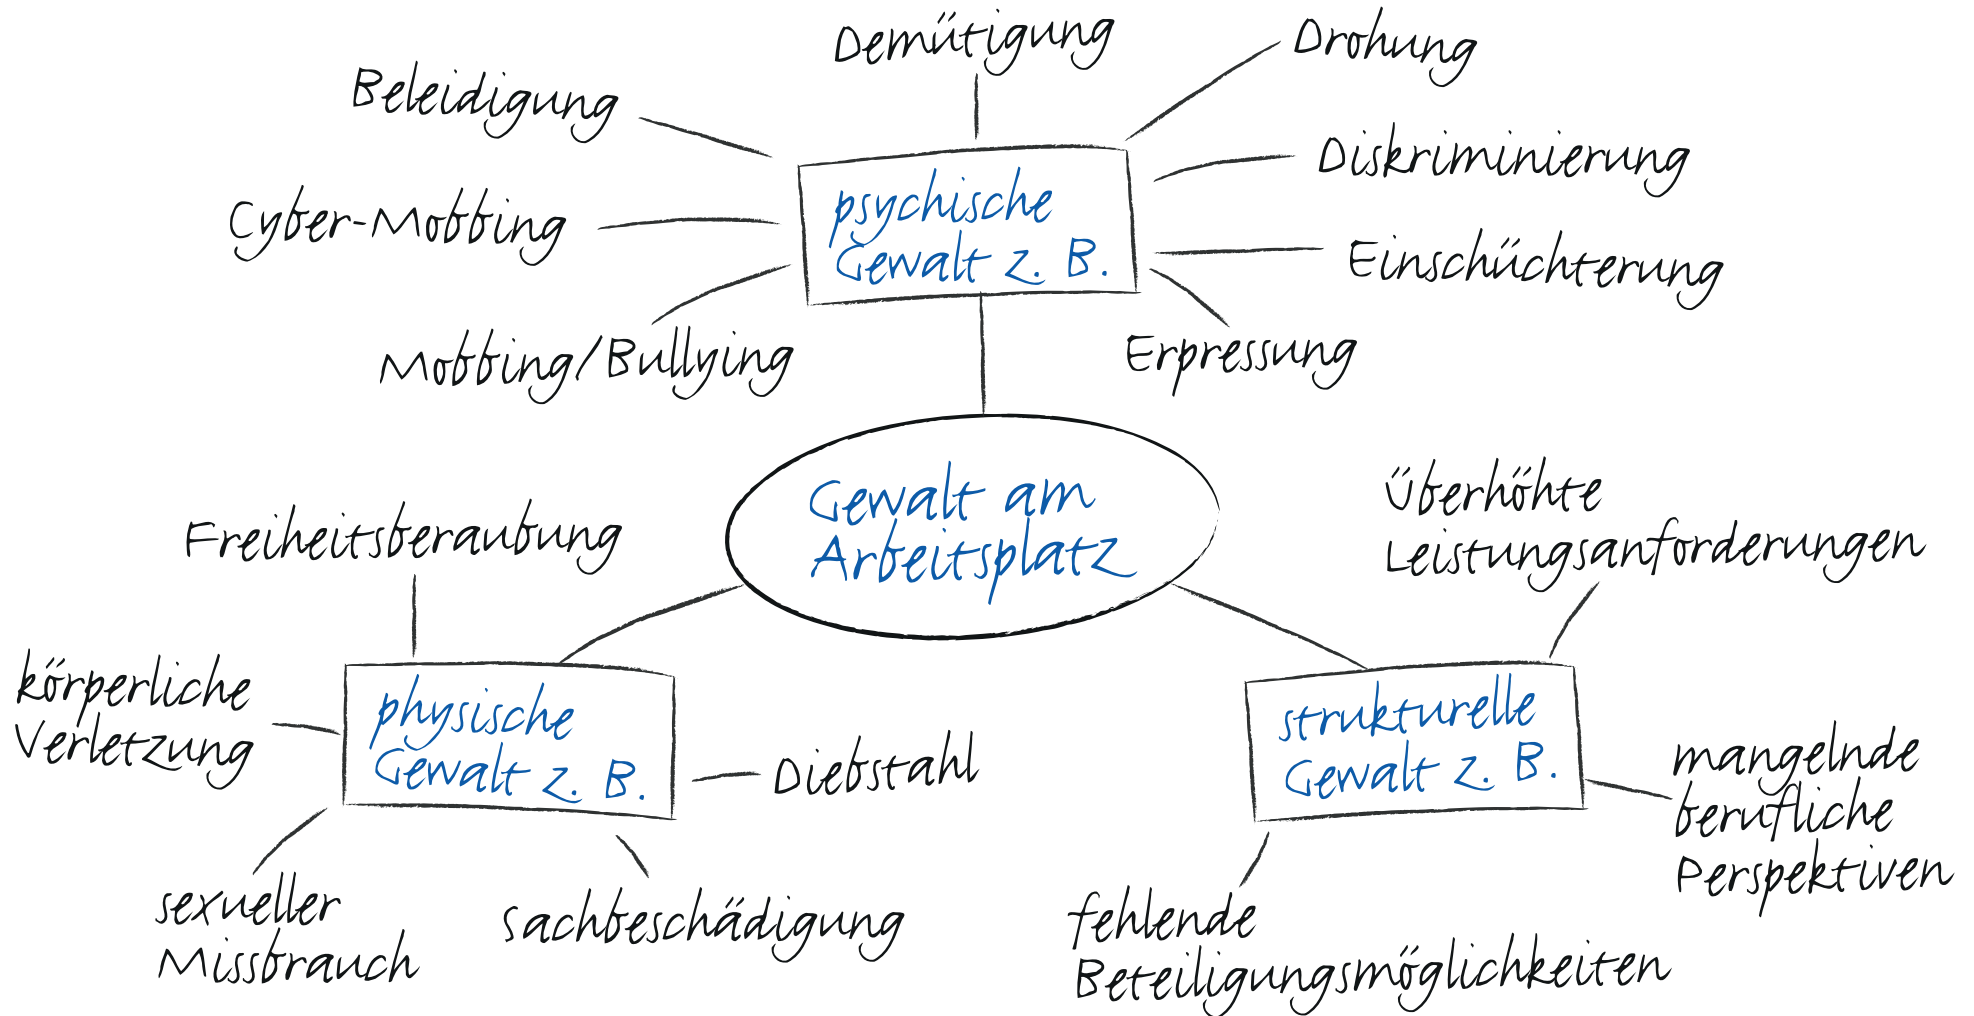 Demütigung
Drohung
Beleidigung
Diskriminierung
Cyber-Mobbing
psychische
Gewalt z. B.
Einschüchterung
Mobbing/Bullying
Erpressung
Gewalt am
Arbeitsplatz
Freiheitsberaubung
Überhöhte
Leistungsanforderungen
körperliche
Verletzung
physische
Gewalt z. B.
Diebstahl
strukturelle
Gewalt z. B.
mangelnde
berufliche
Perspektiven
sexueller
Missbrauch
Sachbeschädigung
fehlende
Beteiligungsmöglichkeiten